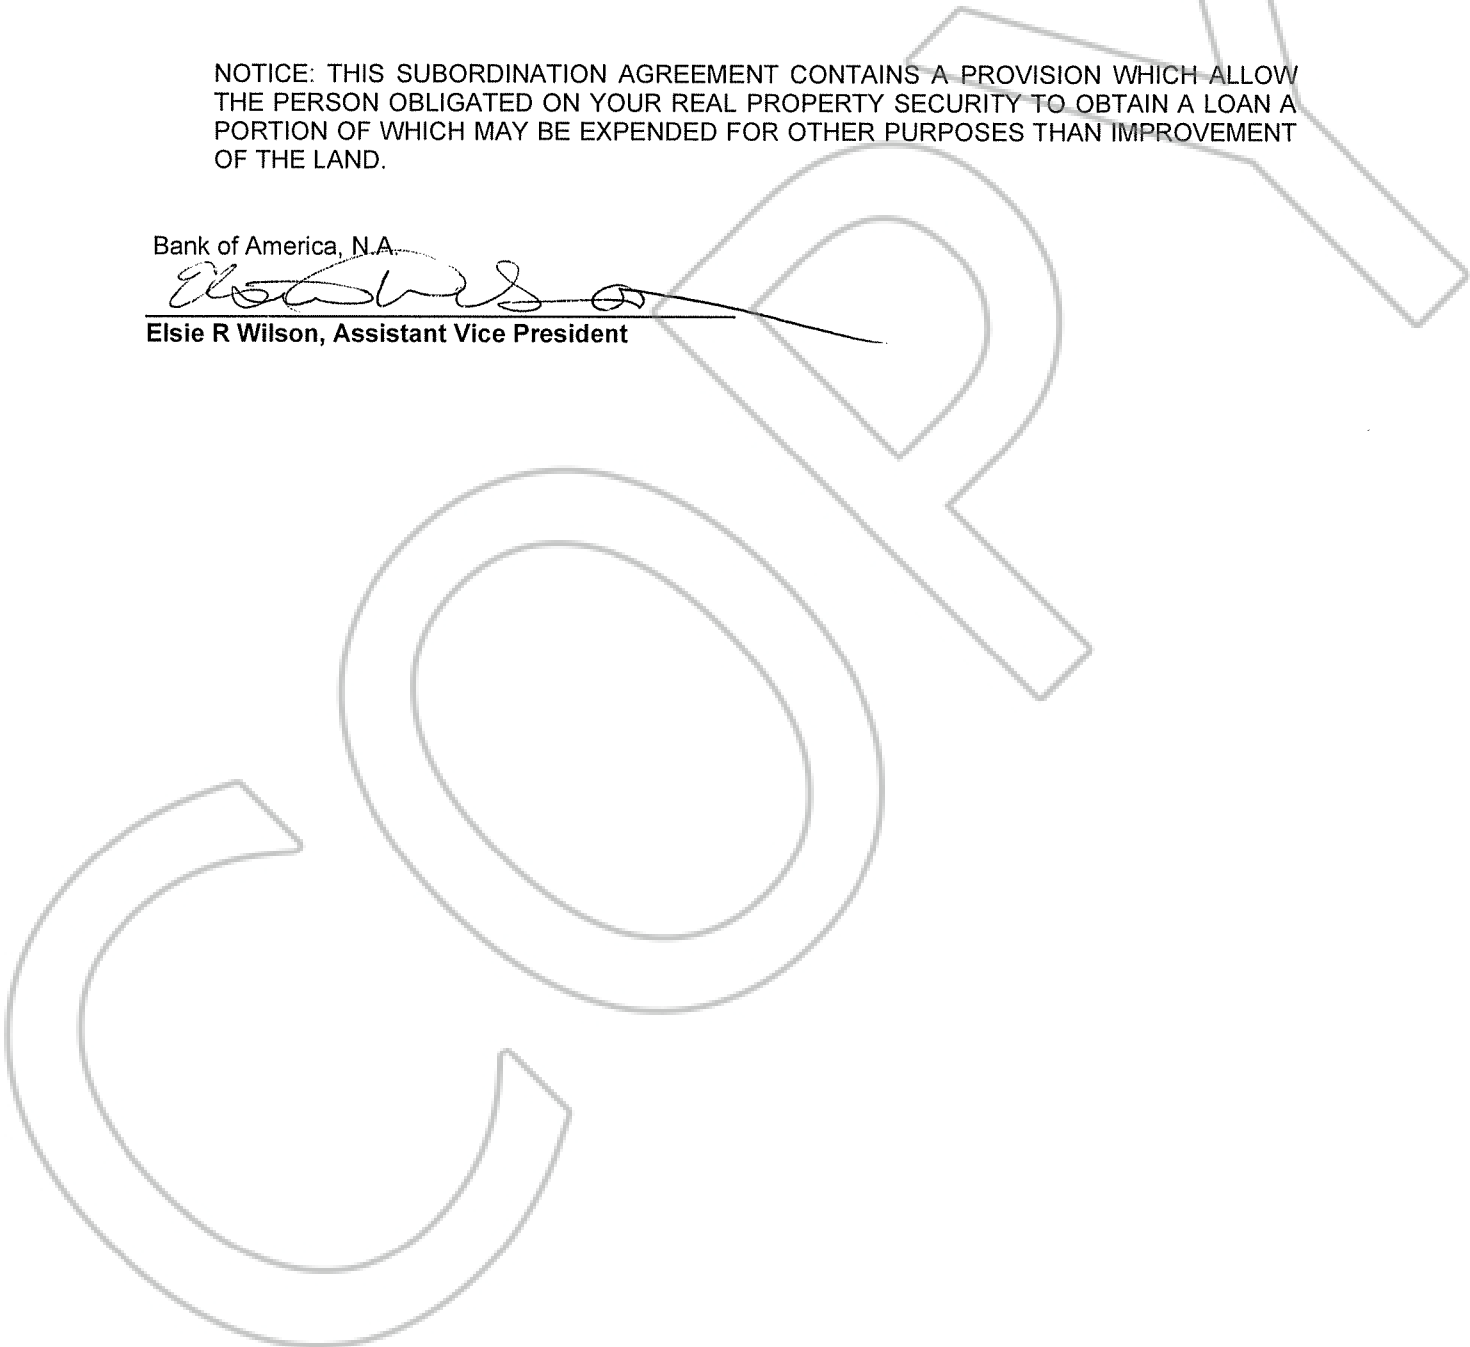 NOTICE: THIS SUBORDINATION AGREEMENT CONTAINS A PROVISION WHICH ALLOW
THE PERSON OBLIGATED ON YOUR REAL PROPERTY SECURITY TO OBTAIN A LOAN A
PORTION OF WHICH MAY BE EXPENDED FOR OTHER PURPOSES THAN IMPROVEMENT
OF THE LAND.
Bank of America, N.A.
Elsie R Wilson, Assistant Vice President
COPY